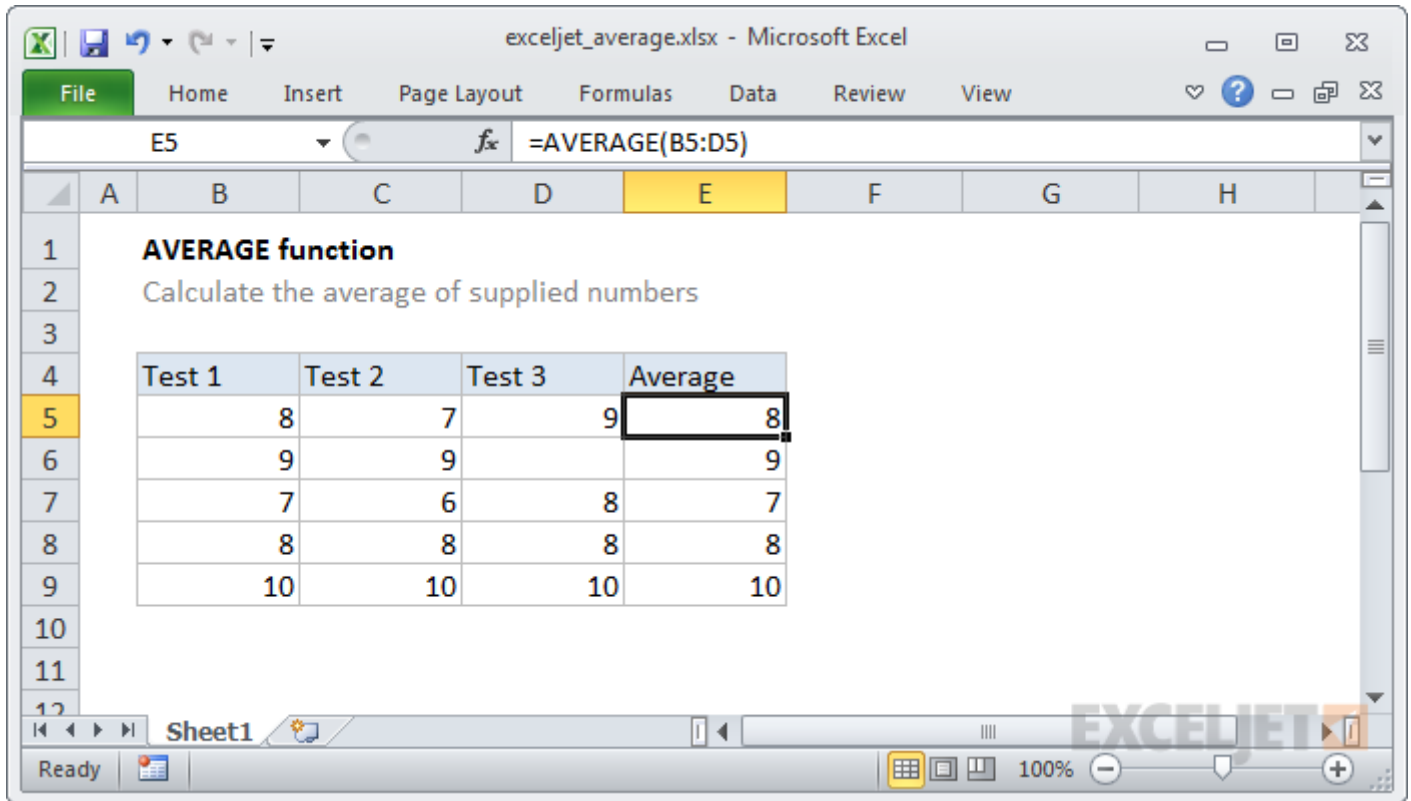 exceljet_average.xlsx - Microsoft Excel
File Home Insert Page Layout Formulas Data Review View
E5 fx =AVERAGE(B5:D5)
A B C D E F G H
1 AVERAGE function
2 Calculate the average of supplied numbers
3
4 Test 1 Test 2 Test 3 Average
5 8 7 9 8
6 9 9 9
7 7 6 8 7
8 8 8 8 8
9 10 10 10 10
10
11
12
Sheet1
EXCELJET
Ready 100%